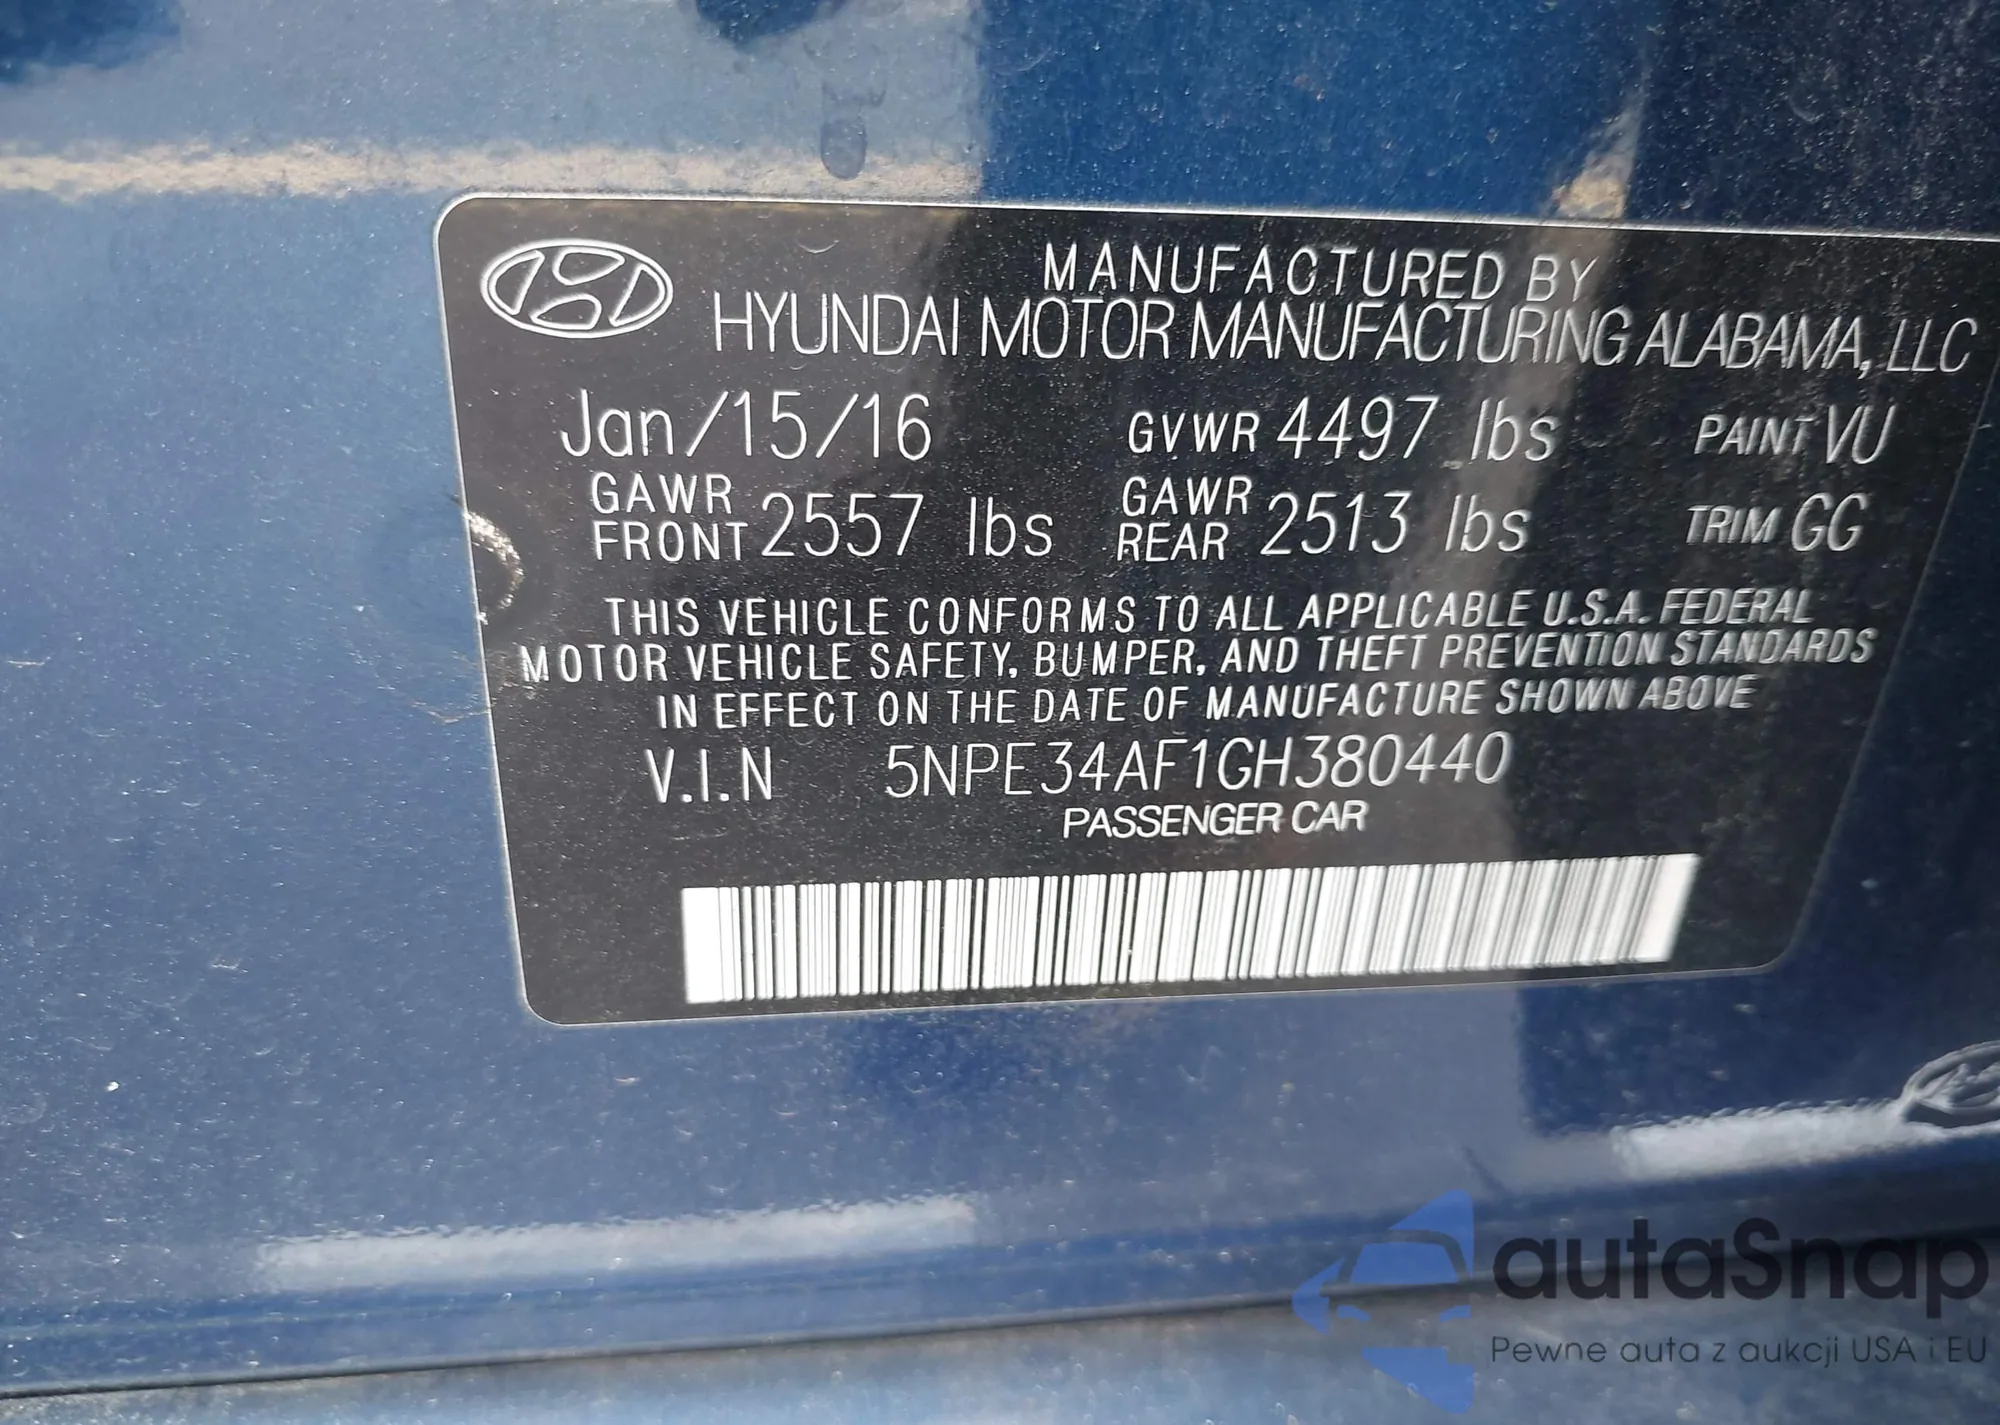 MANUFACTURED BY
HYUNDAI MOTOR MANUFACTURING ALABAMA, LLC
Jan/15/16 GVWR 4497 lbs PAINT VU
GAWR FRONT 2557 lbs GAWR REAR 2513 lbs TRIM GG
THIS VEHICLE CONFORMS TO ALL APPLICABLE U.S.A. FEDERAL
MOTOR VEHICLE SAFETY, BUMPER, AND THEFT PREVENTION STANDARDS
IN EFFECT ON THE DATE OF MANUFACTURE SHOWN ABOVE
V.I.N 5NPE34AF1GH380440
PASSENGER CAR
autaSnap
Pewne auta z aukcji USA i EU